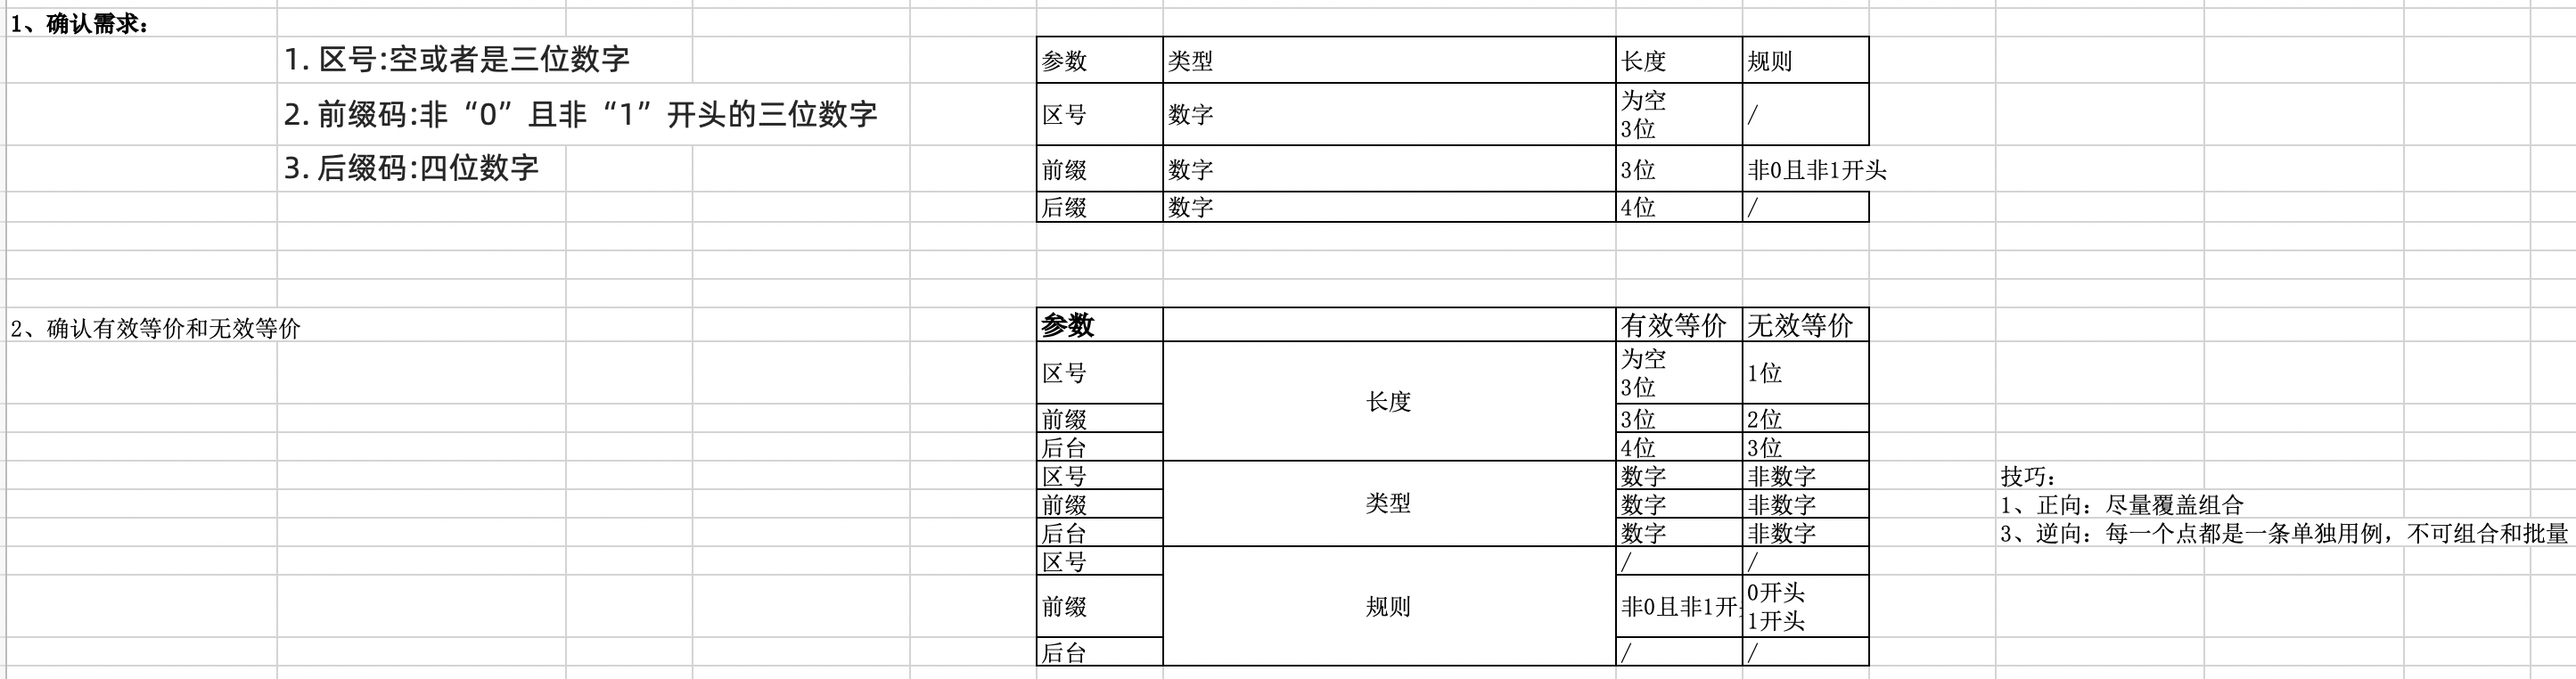 1、确认需求：
1. 区号:空或者是三位数字
2. 前缀码:非“0”且非“1”开头的三位数字
3. 后缀码:四位数字
参数 类型 长度 规则
区号 数字 为空 /
3位
前缀 数字 3位 非0且非1开头
后缀 数字 4位 /
2、确认有效等价和无效等价
参数 有效等价 无效等价
区号 长度 为空 1位
3位
前缀 3位 2位
后台 4位 3位
区号 类型 数字 非数字
前缀 数字 非数字
后台 数字 非数字
区号 规则 / /
前缀 非0且非1开 0开头
1开头
后台 / /
技巧：
1、正向：尽量覆盖组合
3、逆向：每一个点都是一条单独用例，不可组合和批量